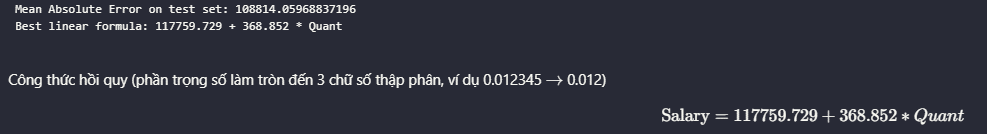 Mean Absolute Error on test set: 108814.05968837196
Best linear formula: 117759.729 + 368.852 * Quant
Công thức hồi quy (phần trọng số làm tròn đến 3 chữ số thập phân, ví dụ 0.012345 → 0.012)
Salary = 117759.729 + 368.852 ∗ Quant